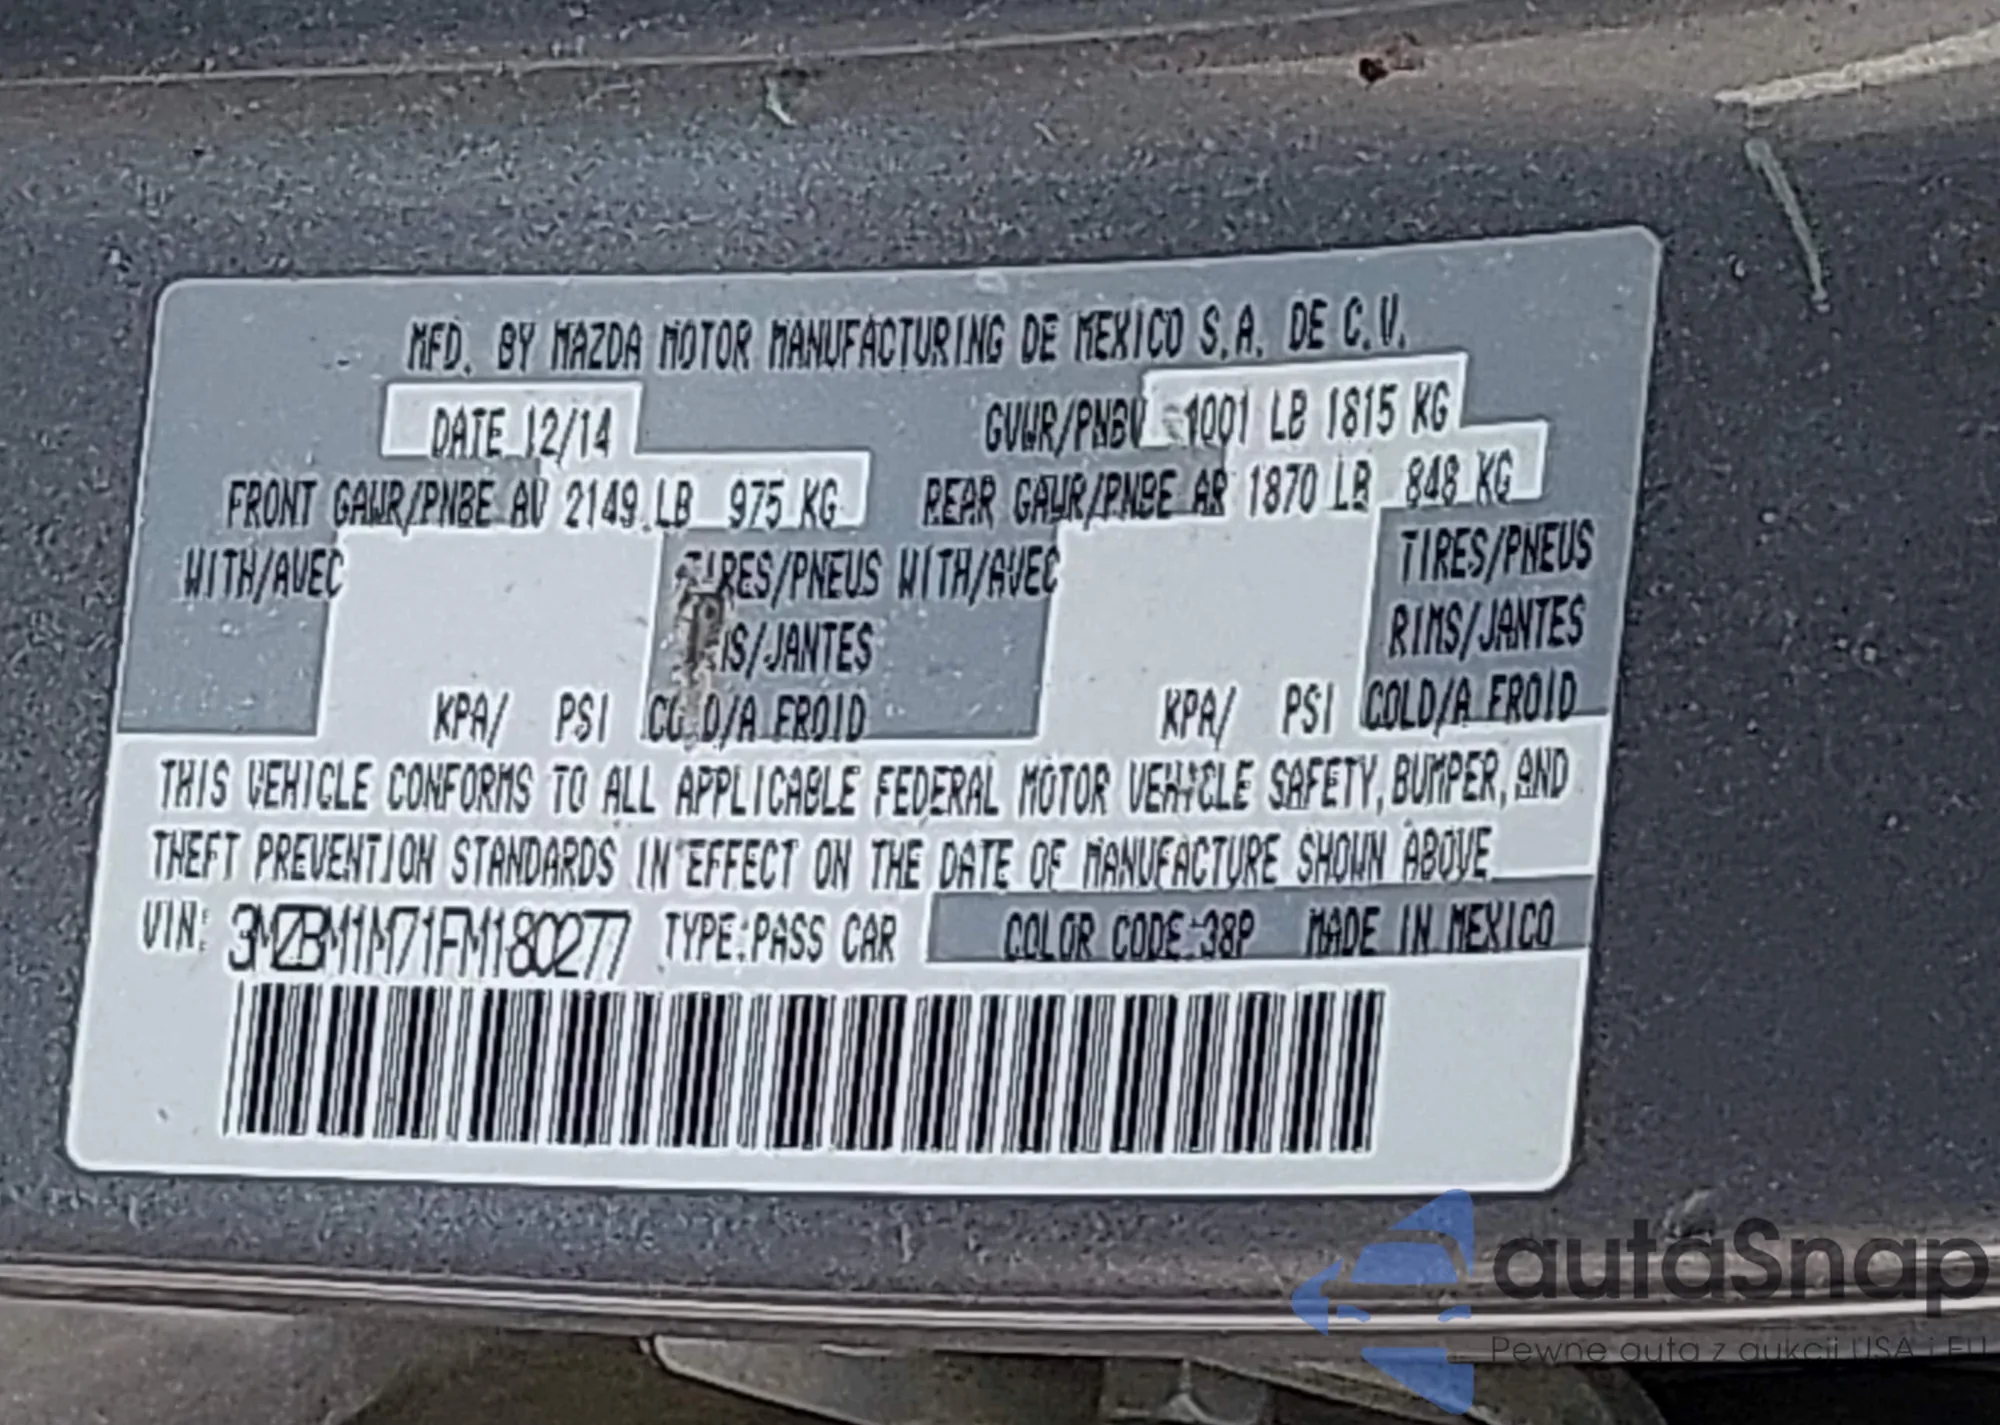 MFD. BY MAZDA MOTOR MANUFACTURING DE MEXICO S.A. DE C.V.
DATE 12/14 GVWR/PNBV 4001 LB 1815 KG
FRONT GAWR/PNBE AV 2149 LB 975 KG REAR GAWR/PNBE AR 1870 LB 848 KG
WITH/AVEC TIRES/PNEUS WITH/AVEC TIRES/PNEUS
/JANTES RIMS/JANTES
KPA/ PSI COLD/A FROID KPA/ PSI COLD/A FROID
THIS VEHICLE CONFORMS TO ALL APPLICABLE FEDERAL MOTOR VEHICLE SAFETY, BUMPER, AND
THEFT PREVENTION STANDARDS IN EFFECT ON THE DATE OF MANUFACTURE SHOWN ABOVE
VIN: 3MZBM1M71FM180277 TYPE:PASS CAR COLOR CODE:38P MADE IN MEXICO
autaSnap
Pewne auta z aukcji USA i EU